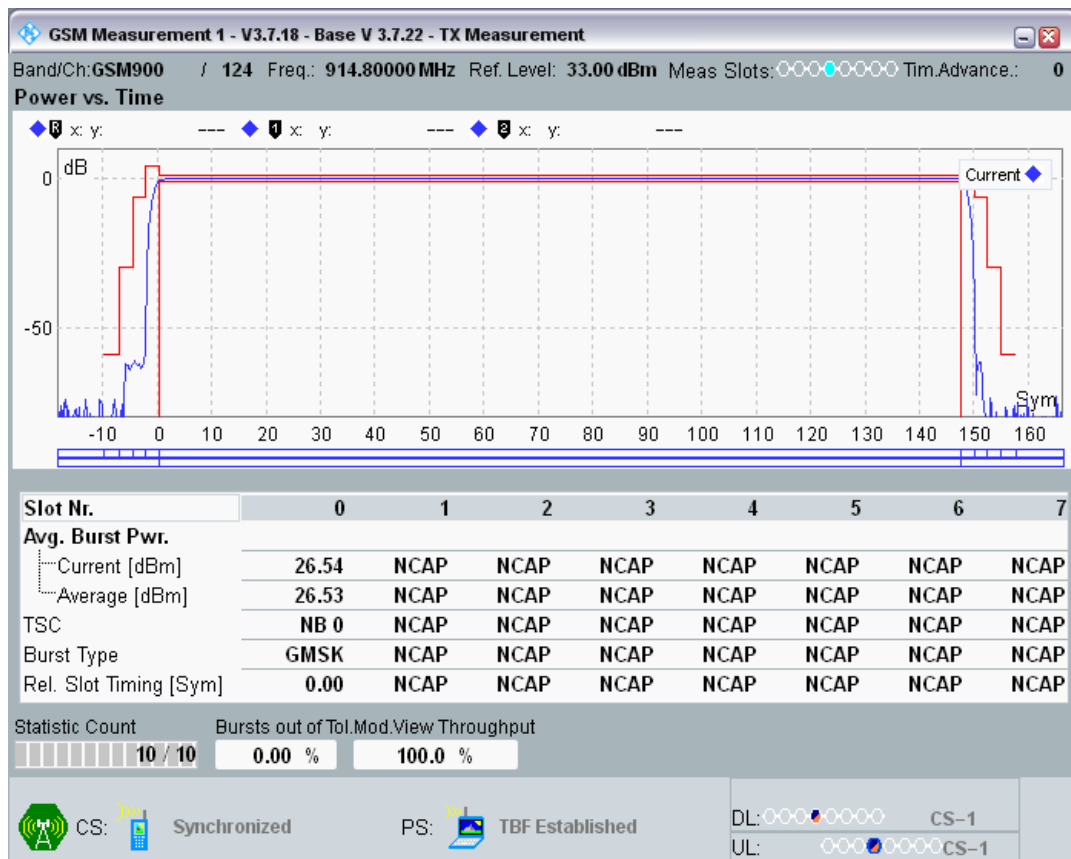 GSM Measurement 1 - V3.7.18 - Base V 3.7.22 - TX Measurement
Band/Ch:GSM900 / 124 Freq.: 914.80000 MHz Ref. Level: 33.00 dBm Meas Slots: Tim.Advance.: 0
Power vs. Time
R x: y: --- 1 x: y: --- 2 x: y: ---
dB
Current
0
-50
Sym
-10 0 10 20 30 40 50 60 70 80 90 100 110 120 130 140 150 160
Slot Nr. 0 1 2 3 4 5 6 7
Avg. Burst Pwr.
Current [dBm] 26.54 NCAP NCAP NCAP NCAP NCAP NCAP NCAP
Average [dBm] 26.53 NCAP NCAP NCAP NCAP NCAP NCAP NCAP
TSC NB 0 NCAP NCAP NCAP NCAP NCAP NCAP NCAP
Burst Type GMSK NCAP NCAP NCAP NCAP NCAP NCAP NCAP
Rel. Slot Timing [Sym] 0.00 NCAP NCAP NCAP NCAP NCAP NCAP NCAP
Statistic Count Bursts out of Tol.Mod.View Throughput
10 / 10 0.00 % 100.0 %
CS: Synchronized PS: TBF Established DL: CS-1
UL: CS-1